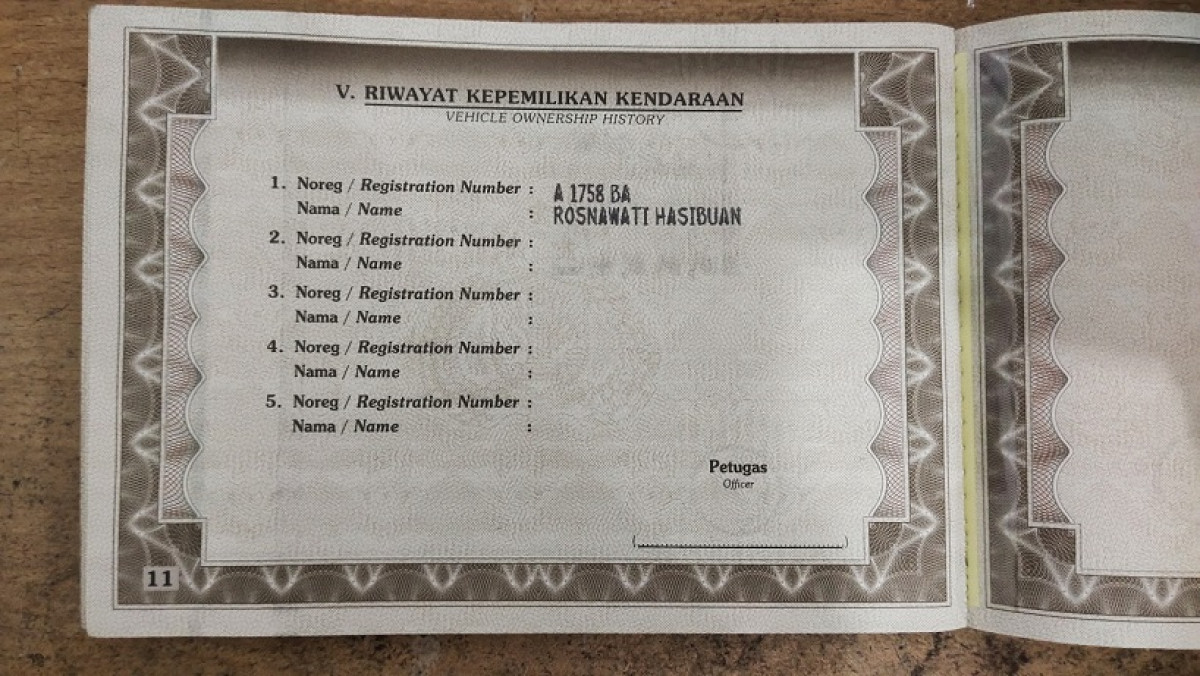 V. RIWAYAT KEPEMILIKAN KENDARAAN
VEHICLE OWNERSHIP HISTORY
1. Noreg / Registration Number : A 1758 BA
Nama / Name : ROSNAWATI HASIBUAN
2. Noreg / Registration Number :
Nama / Name :
3. Noreg / Registration Number :
Nama / Name :
4. Noreg / Registration Number :
Nama / Name :
5. Noreg / Registration Number :
Nama / Name :
Petugas
Officer
(....................)
11